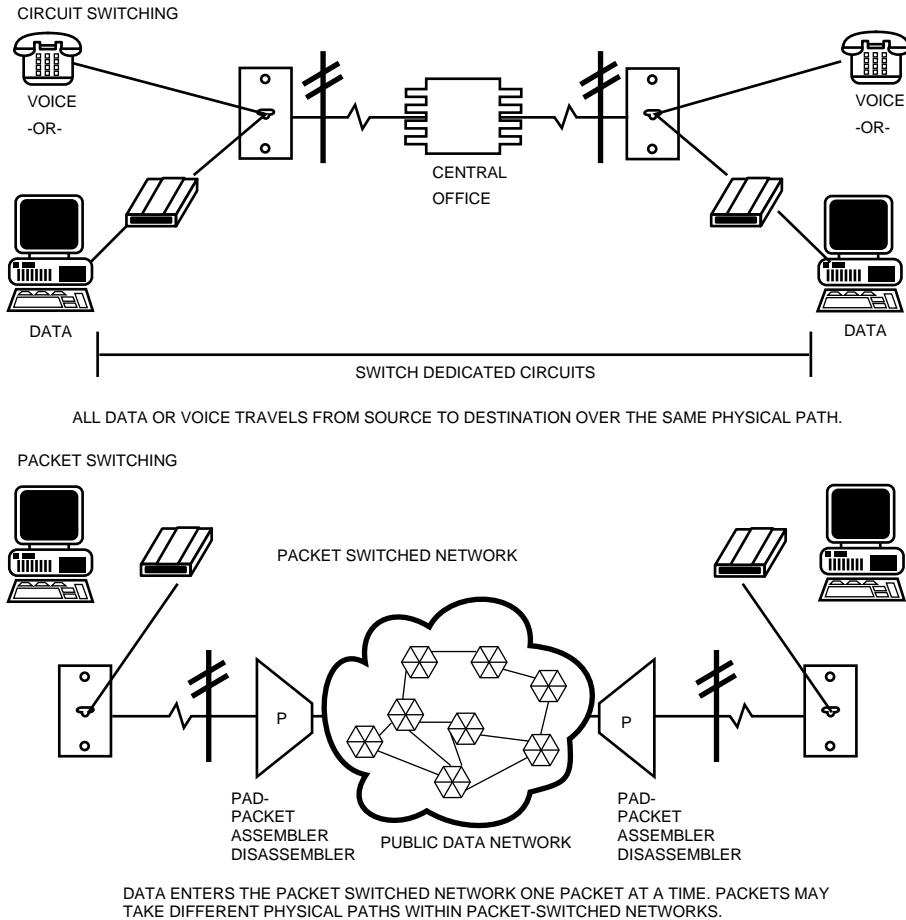 CIRCUIT SWITCHING
VOICE
-OR-
VOICE
-OR-
CENTRAL
OFFICE
DATA
DATA
SWITCH DEDICATED CIRCUITS
ALL DATA OR VOICE TRAVELS FROM SOURCE TO DESTINATION OVER THE SAME PHYSICAL PATH.
PACKET SWITCHING
PACKET SWITCHED NETWORK
P
P
PAD-
PACKET
ASSEMBLER
DISASSEMBLER
PUBLIC DATA NETWORK
PAD-
PACKET
ASSEMBLER
DISASSEMBLER
DATA ENTERS THE PACKET SWITCHED NETWORK ONE PACKET AT A TIME. PACKETS MAY
TAKE DIFFERENT PHYSICAL PATHS WITHIN PACKET-SWITCHED NETWORKS.